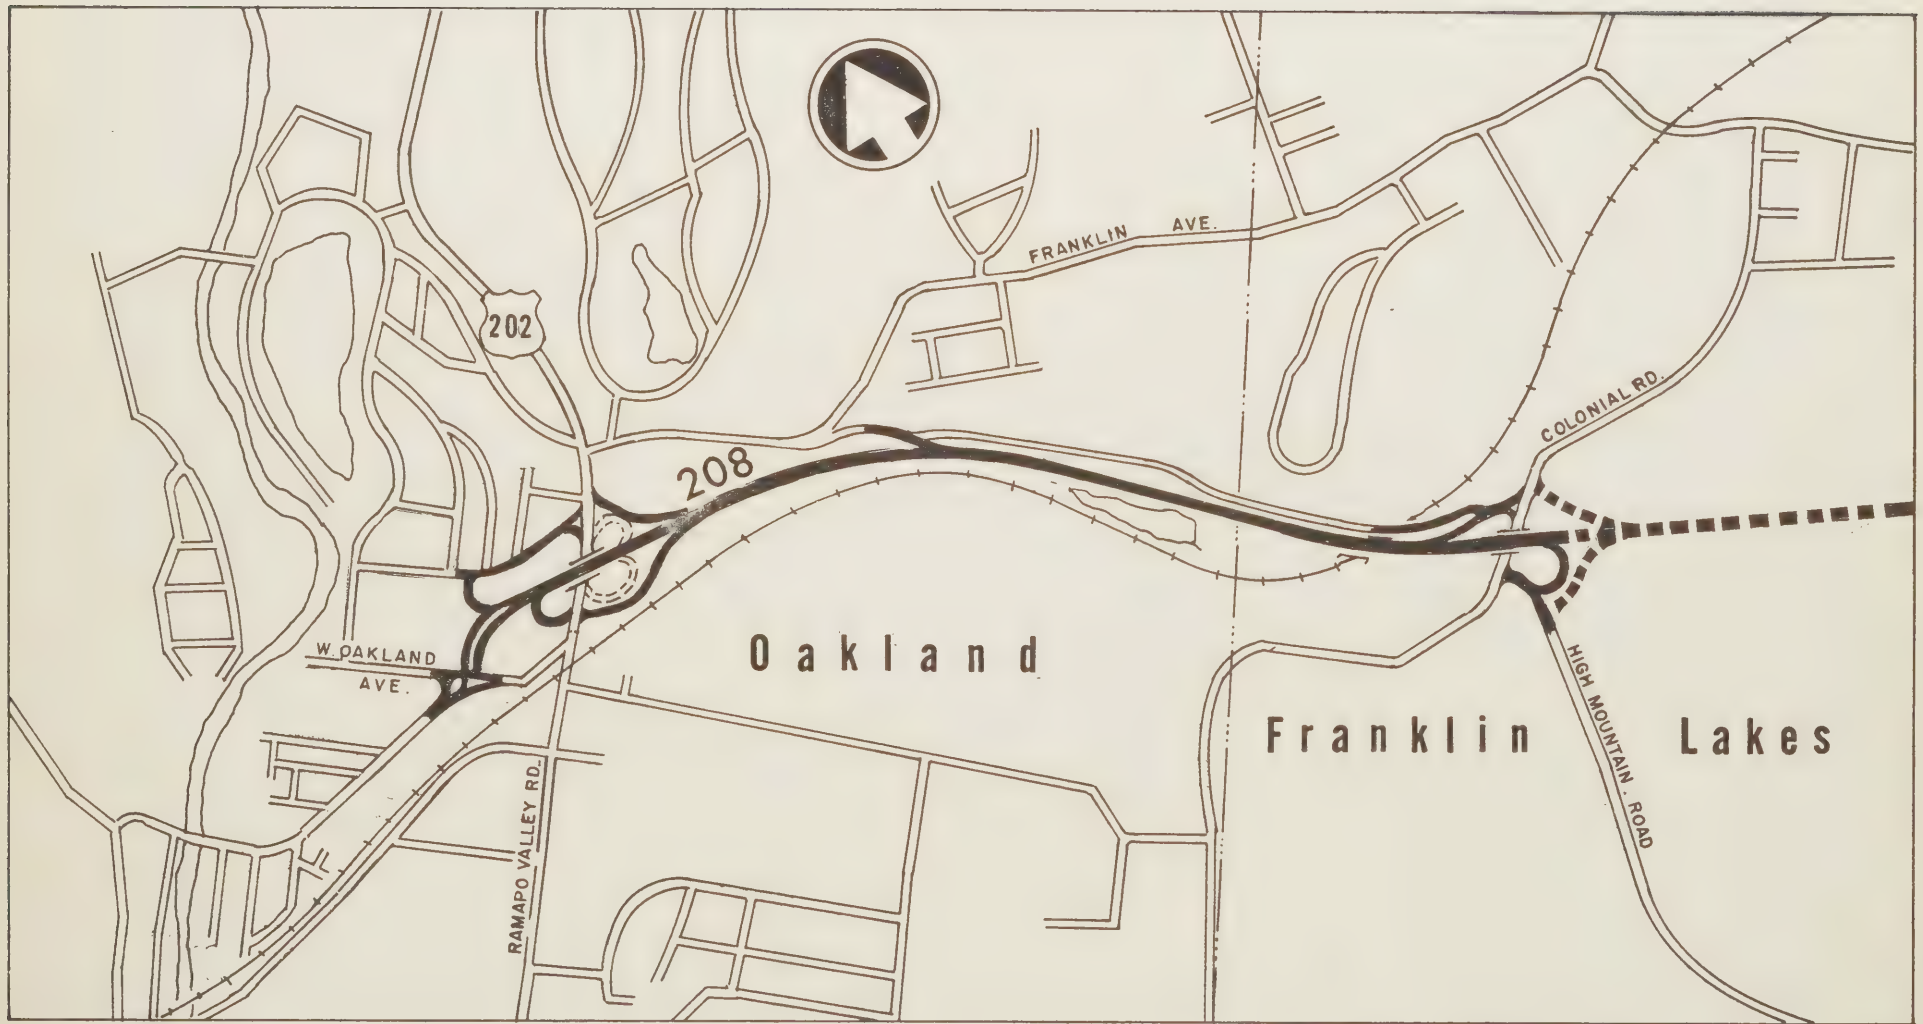 FRANKLIN AVE.
202
COLONIAL RD.
208
W. OAKLAND
AVE.
Oakland
Franklin Lakes
HIGH MOUNTAIN ROAD
RAMAPO VALLEY RD.